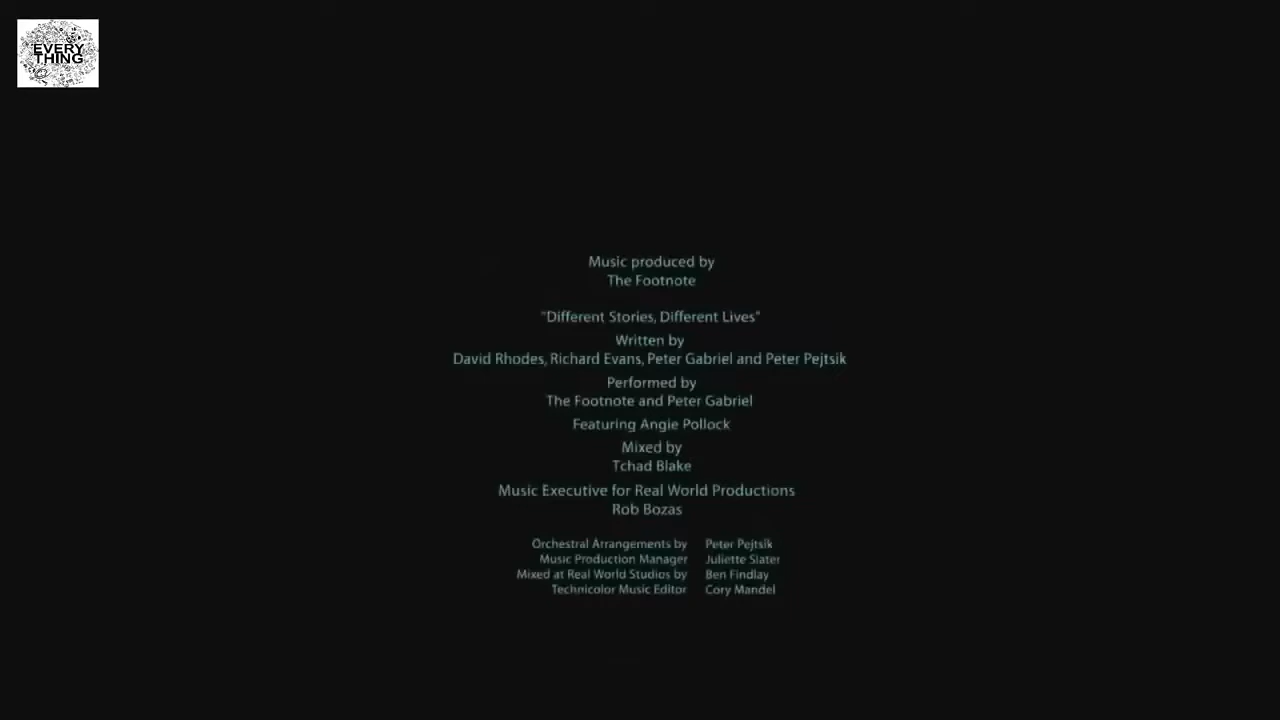 EVERY
THING
Music produced by
The Footnote
"Different Stories, Different Lives"
Written by
David Rhodes, Richard Evans, Peter Gabriel and Peter Pejtsik
Performed by
The Footnote and Peter Gabriel
Featuring Angie Pollock
Mixed by
Tchad Blake
Music Executive for Real World Productions
Rob Bozas
Orchestral Arrangements by Peter Pejtsik
Music Production Manager Juliette Slater
Mixed at Real World Studios by Ben Findlay
Technicolor Music Editor Cory Mandel